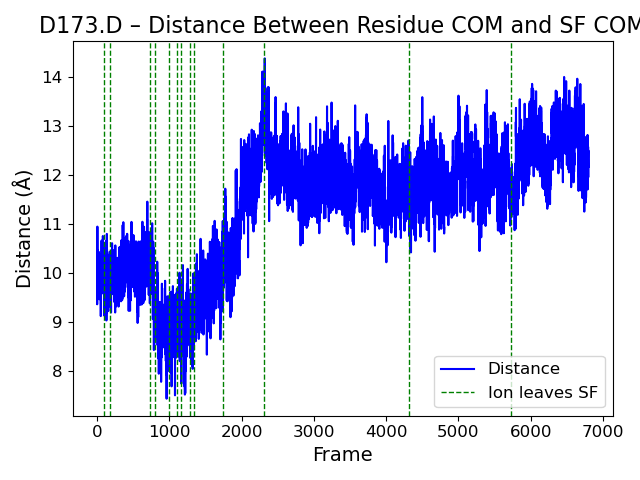 D173.D – Distance Between Residue COM and SF COM
Distance (Å)
14
13
12
11
10
9
8
Distance
Ion leaves SF
0 1000 2000 3000 4000 5000 6000 7000
Frame